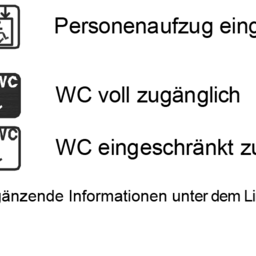 Personenaufzug eing
WC
WC voll zugänglich
WC
WC eingeschränkt zu
gänzende Informationen unter dem Li